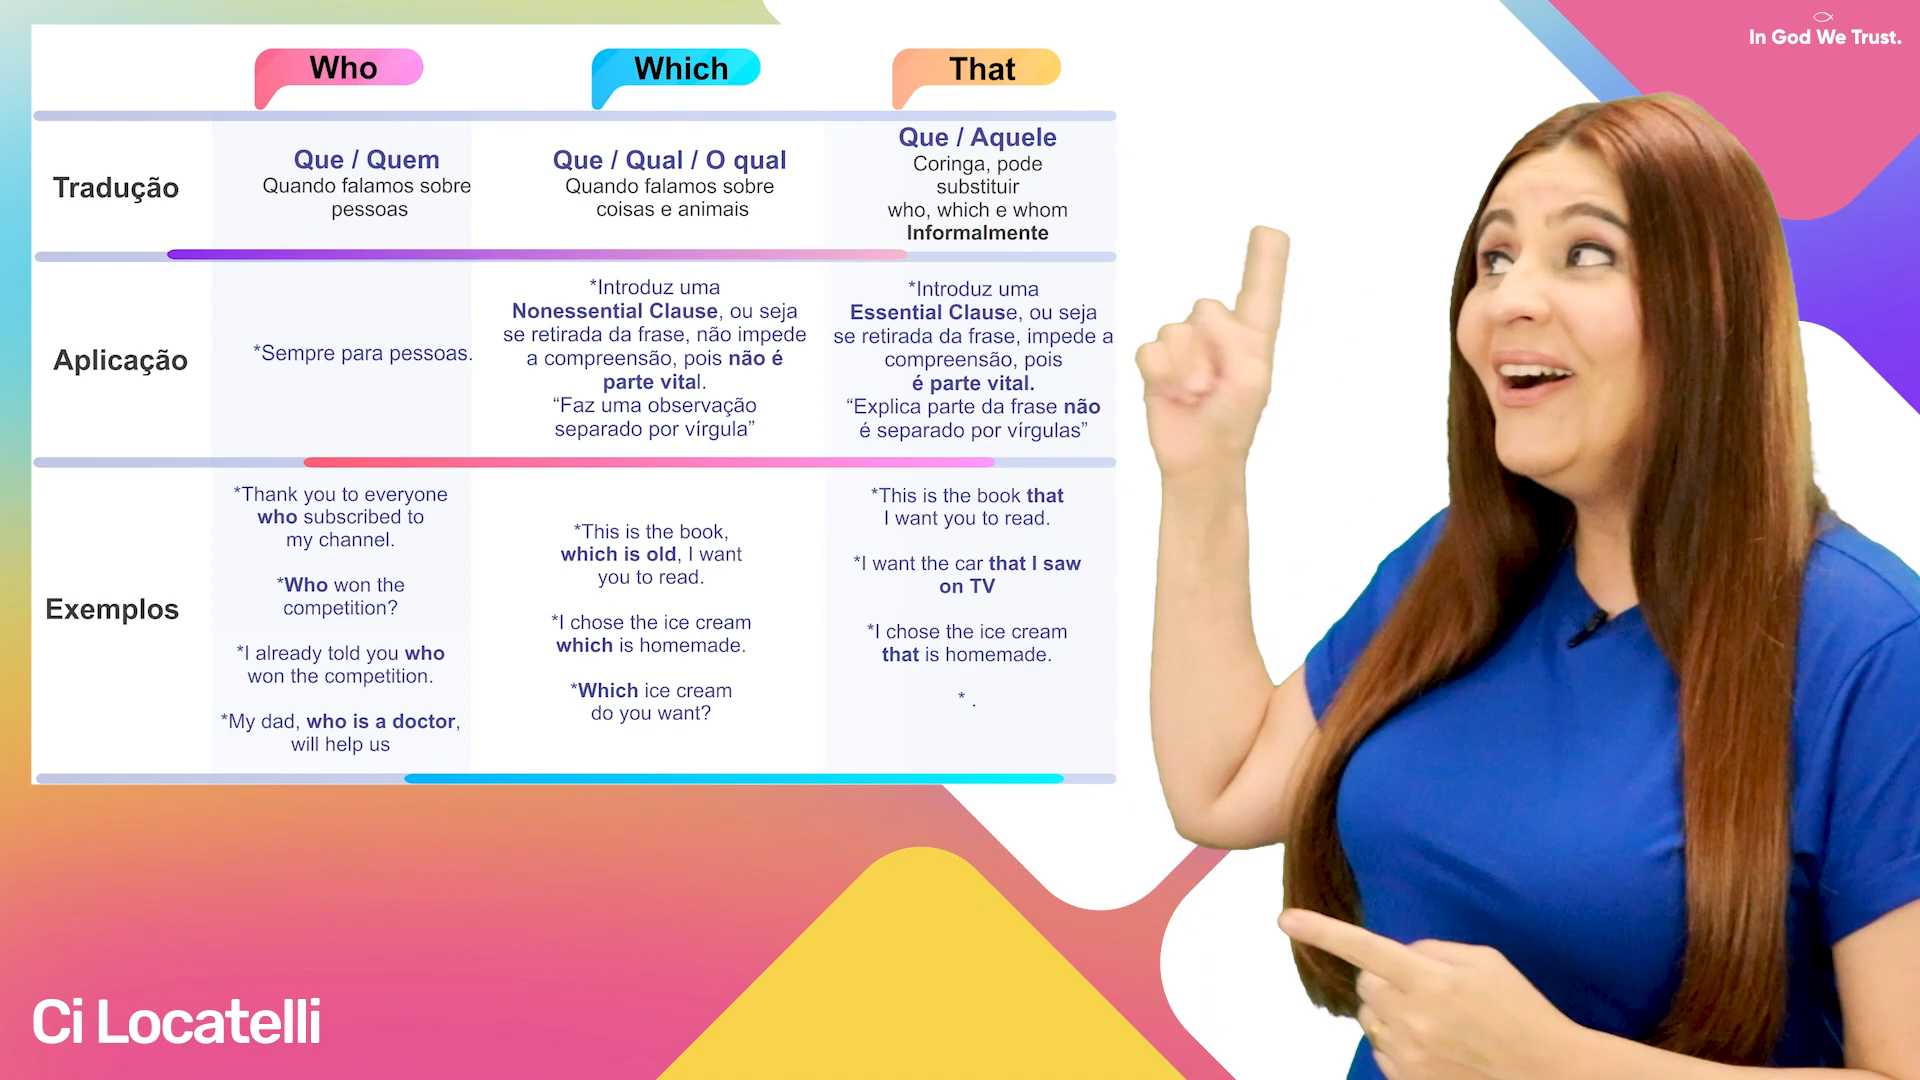 In God We Trust.
Who
Which
That
Tradução
Que / Quem
Quando falamos sobre
pessoas
Que / Qual / O qual
Quando falamos sobre
coisas e animais
Que / Aquele
Coringa, pode
substituir
who, which e whom
Informalmente
Aplicação
*Sempre para pessoas.
*Introduz uma
Nonessential Clause, ou seja
se retirada da frase, não impede
a compreensão, pois não é
parte vital.
“Faz uma observação
separado por vírgula”
*Introduz uma
Essential Clause, ou seja
se retirada da frase, impede a
compreensão, pois
é parte vital.
“Explica parte da frase não
é separado por vírgulas”
Exemplos
*Thank you to everyone
who subscribed to
my channel.
*Who won the
competition?
*I already told you who
won the competition.
*My dad, who is a doctor,
will help us
*This is the book,
which is old, I want
you to read.
*I chose the ice cream
which is homemade.
*Which ice cream
do you want?
*This is the book that
I want you to read.
*I want the car that I saw
on TV
*I chose the ice cream
that is homemade.
* .
Ci Locatelli